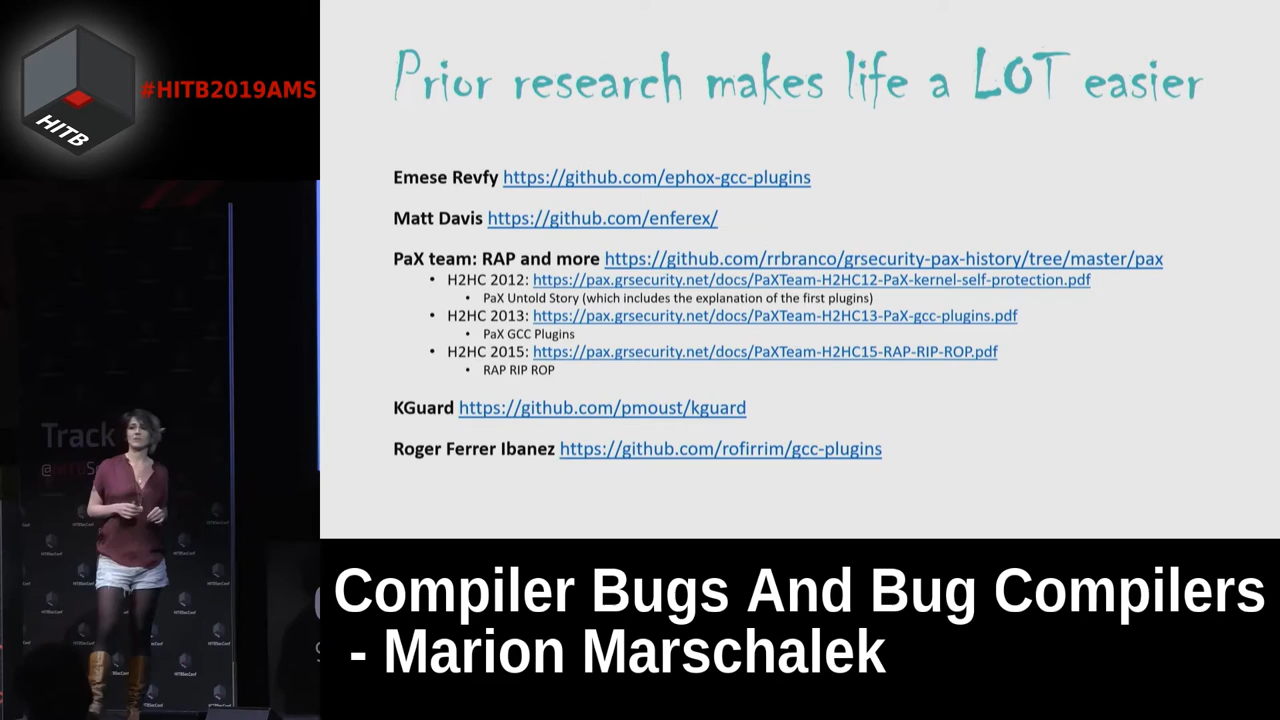 HITB
#HITB2019AMS
Prior research makes life a LOT easier
Emese Revfy https://github.com/ephox-gcc-plugins
Matt Davis https://github.com/enferex/
PaX team: RAP and more https://github.com/rrbranco/grsecurity-pax-history/tree/master/pax
• H2HC 2012: https://pax.grsecurity.net/docs/PaXTeam-H2HC12-PaX-kernel-self-protection.pdf
• PaX Untold Story (which includes the explanation of the first plugins)
• H2HC 2013: https://pax.grsecurity.net/docs/PaXTeam-H2HC13-PaX-gcc-plugins.pdf
• PaX GCC Plugins
• H2HC 2015: https://pax.grsecurity.net/docs/PaXTeam-H2HC15-RAP-RIP-ROP.pdf
• RAP RIP ROP
KGuard https://github.com/pmoust/kguard
Roger Ferrer Ibanez https://github.com/rofirrim/gcc-plugins
Track
Compiler Bugs And Bug Compilers
- Marion Marschalek